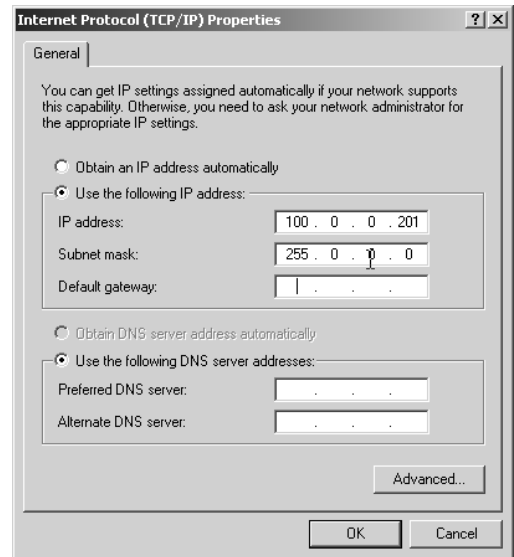 Internet Protocol (TCP/IP) Properties
General
You can get IP settings assigned automatically if your network supports
this capability. Otherwise, you need to ask your network administrator for
the appropriate IP settings.
Obtain an IP address automatically
Use the following IP address:
IP address: 100 . 0 . 0 . 201
Subnet mask: 255 . 0 . 0 . 0
Default gateway: . . .
Obtain DNS server address automatically
Use the following DNS server addresses:
Preferred DNS server: . . .
Alternate DNS server: . . .
Advanced...
OK Cancel